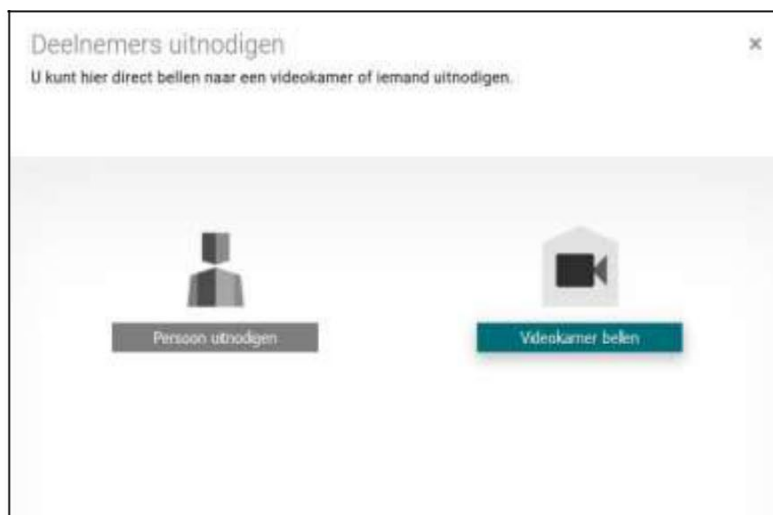 Deelnemers uitnodigen
U kunt hier direct bellen naar een videokamer of iemand uitnodigen.
Persoon uitnodigen
Videokamer bellen